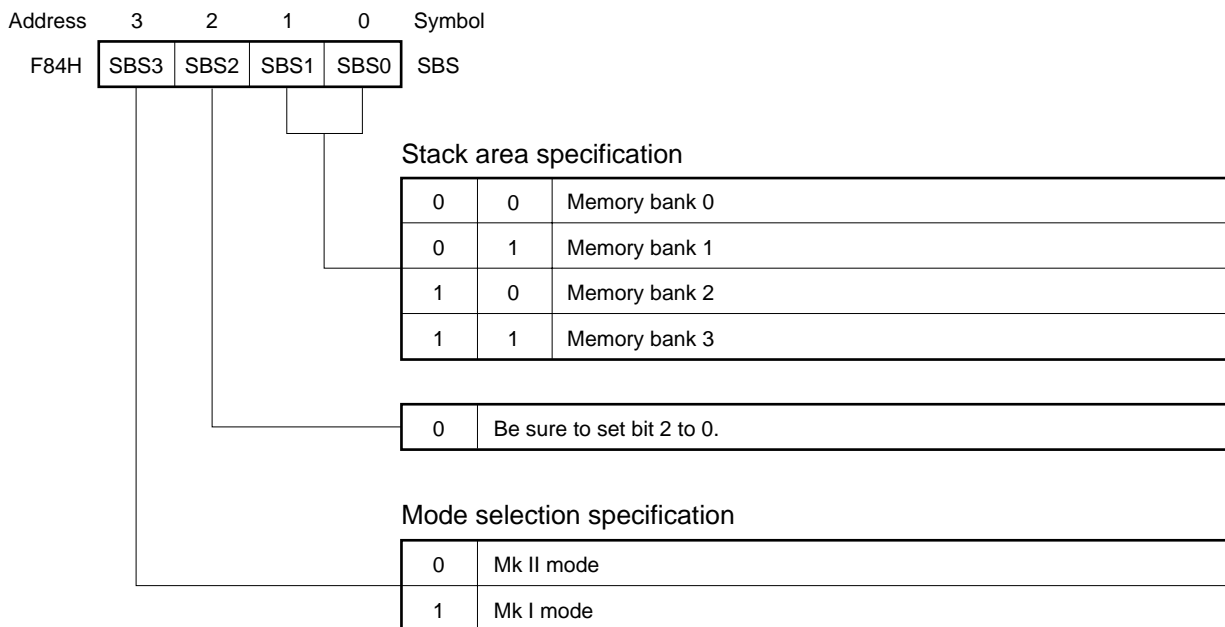 Address 3 2 1 0 Symbol
F84H SBS3 SBS2 SBS1 SBS0 SBS
Stack area specification
0 0 Memory bank 0
0 1 Memory bank 1
1 0 Memory bank 2
1 1 Memory bank 3
0 Be sure to set bit 2 to 0.
Mode selection specification
0 Mk II mode
1 Mk I mode